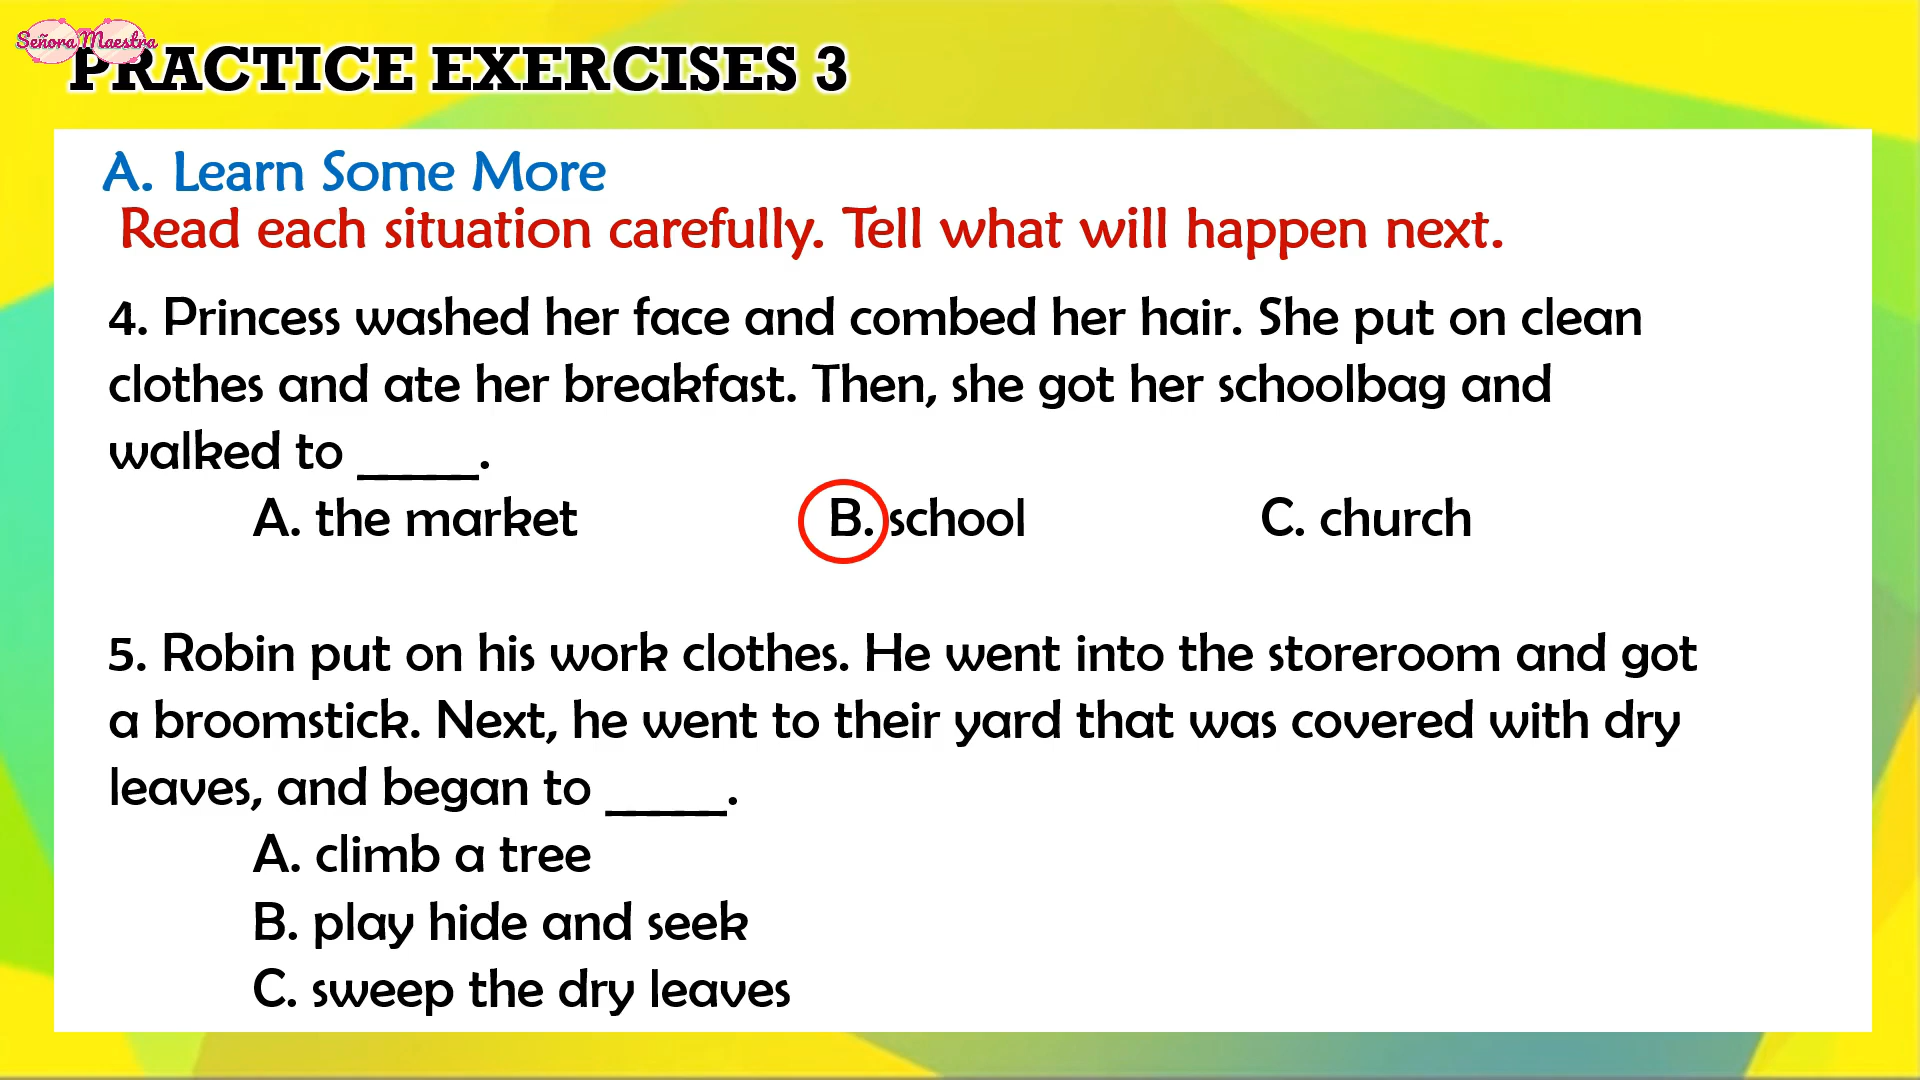 Señora Maestra
PRACTICE EXERCISES 3
A. Learn Some More
Read each situation carefully. Tell what will happen next.
4. Princess washed her face and combed her hair. She put on clean
clothes and ate her breakfast. Then, she got her schoolbag and
walked to _____.
A. the market B. school C. church
5. Robin put on his work clothes. He went into the storeroom and got
a broomstick. Next, he went to their yard that was covered with dry
leaves, and began to _____.
A. climb a tree
B. play hide and seek
C. sweep the dry leaves